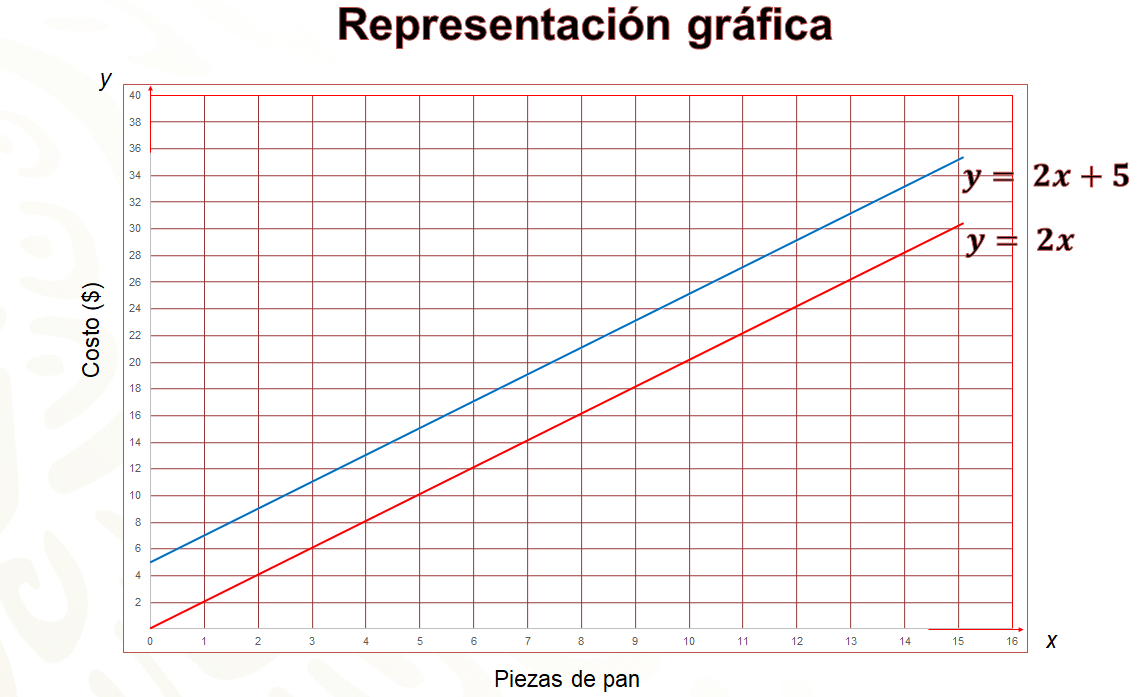 Representación gráfica
y
40
38
36
34
32
30
28
26
24
22
20
18
16
14
12
10
8
6
4
2
Costo ($)
y = 2x + 5
y = 2x
0 1 2 3 4 5 6 7 8 9 10 11 12 13 14 15 16
x
Piezas de pan